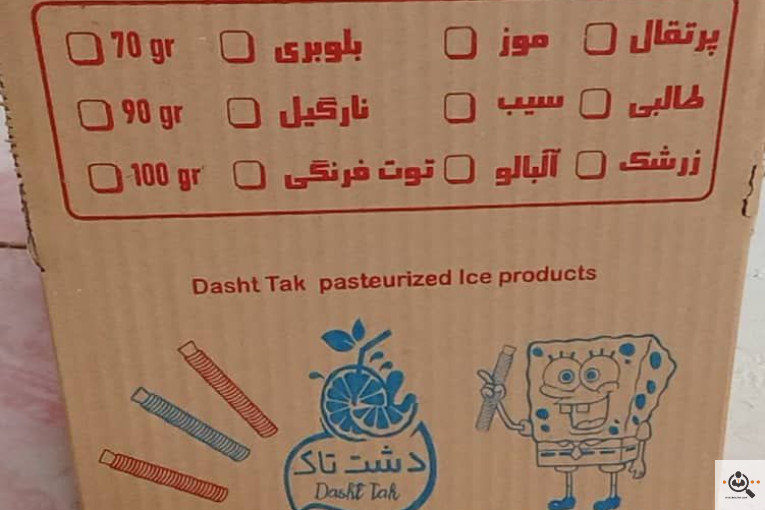 پرتقال موز بلوبری 70 gr
طالبی سیب نارگیل 90 gr
زرشک آلبالو توت فرنگی 100 gr
Dasht Tak pasteurized Ice products
دشت تاک
Dasht Tak